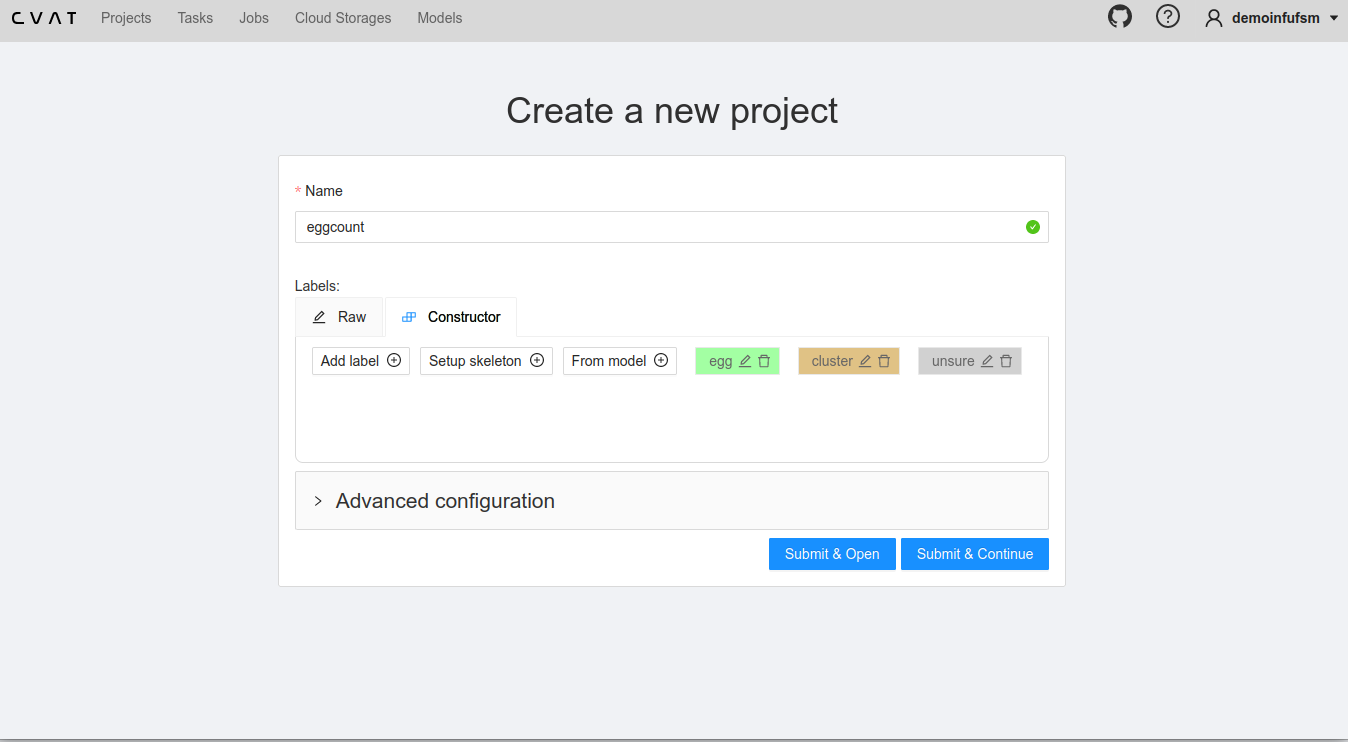 CVAT Projects Tasks Jobs Cloud Storages Models demoinfufsm
Create a new project
* Name
eggcount
Labels:
Raw Constructor
Add label Setup skeleton From model egg cluster unsure
Advanced configuration
Submit & Open Submit & Continue